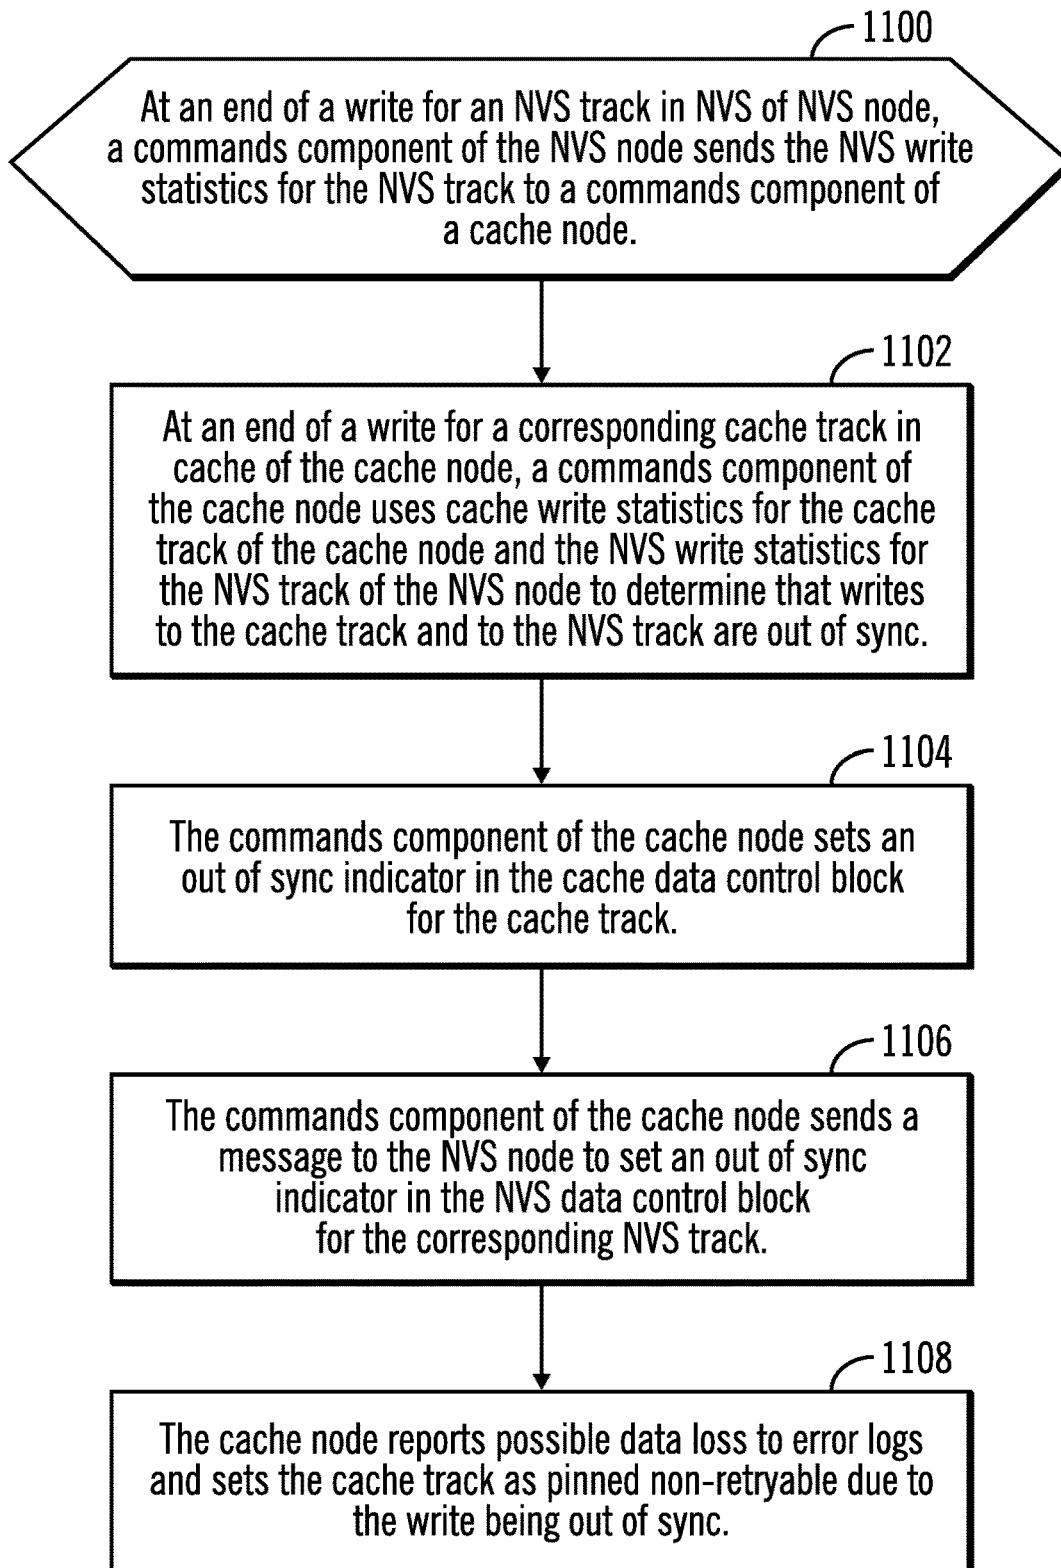 1100
At an end of a write for an NVS track in NVS of NVS node,
a commands component of the NVS node sends the NVS write
statistics for the NVS track to a commands component of
a cache node.
1102
At an end of a write for a corresponding cache track in
cache of the cache node, a commands component of
the cache node uses cache write statistics for the cache
track of the cache node and the NVS write statistics for
the NVS track of the NVS node to determine that writes
to the cache track and to the NVS track are out of sync.
1104
The commands component of the cache node sets an
out of sync indicator in the cache data control block
for the cache track.
1106
The commands component of the cache node sends a
message to the NVS node to set an out of sync
indicator in the NVS data control block
for the corresponding NVS track.
1108
The cache node reports possible data loss to error logs
and sets the cache track as pinned non-retryable due to
the write being out of sync.